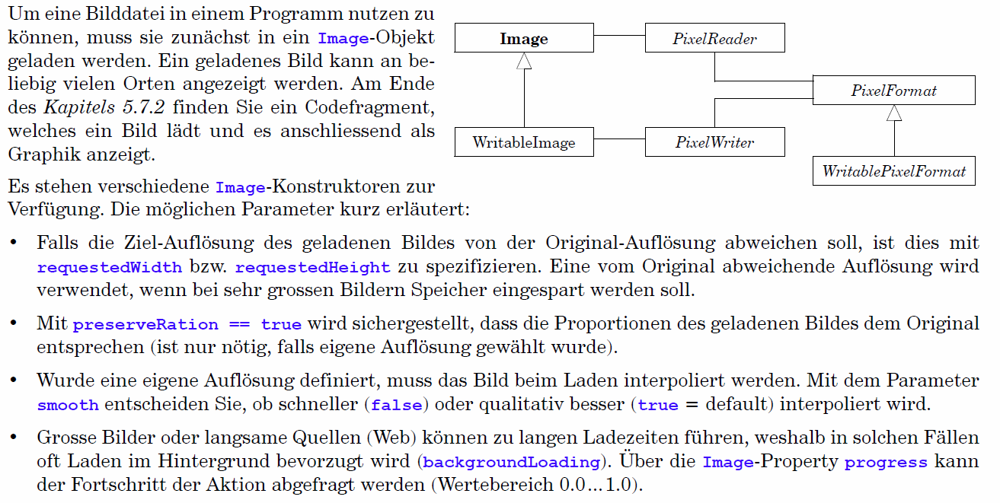 Um eine Bilddatei in einem Programm nutzen zu
können, muss sie zunächst in ein Image-Objekt
geladen werden. Ein geladenes Bild kann an be-
liebig vielen Orten angezeigt werden. Am Ende
des Kapitels 5.7.2 finden Sie ein Codefragment,
welches ein Bild lädt und es anschliessend als
Graphik anzeigt.
Es stehen verschiedene Image-Konstruktoren zur
Verfügung. Die möglichen Parameter kurz erläutert:
Image
PixelReader
PixelFormat
WritableImage
PixelWriter
WritablePixelFormat
• Falls die Ziel-Auflösung des geladenen Bildes von der Original-Auflösung abweichen soll, ist dies mit
requestedWidth bzw. requestedHeight zu spezifizieren. Eine vom Original abweichende Auflösung wird
verwendet, wenn bei sehr grossen Bildern Speicher eingespart werden soll.
• Mit preserveRation == true wird sichergestellt, dass die Proportionen des geladenen Bildes dem Original
entsprechen (ist nur nötig, falls eigene Auflösung gewählt wurde).
• Wurde eine eigene Auflösung definiert, muss das Bild beim Laden interpoliert werden. Mit dem Parameter
smooth entscheiden Sie, ob schneller (false) oder qualitativ besser (true = default) interpoliert wird.
• Grosse Bilder oder langsame Quellen (Web) können zu langen Ladezeiten führen, weshalb in solchen Fällen
oft Laden im Hintergrund bevorzugt wird (backgroundLoading). Über die Image-Property progress kann
der Fortschritt der Aktion abgefragt werden (Wertebereich 0.0...1.0).